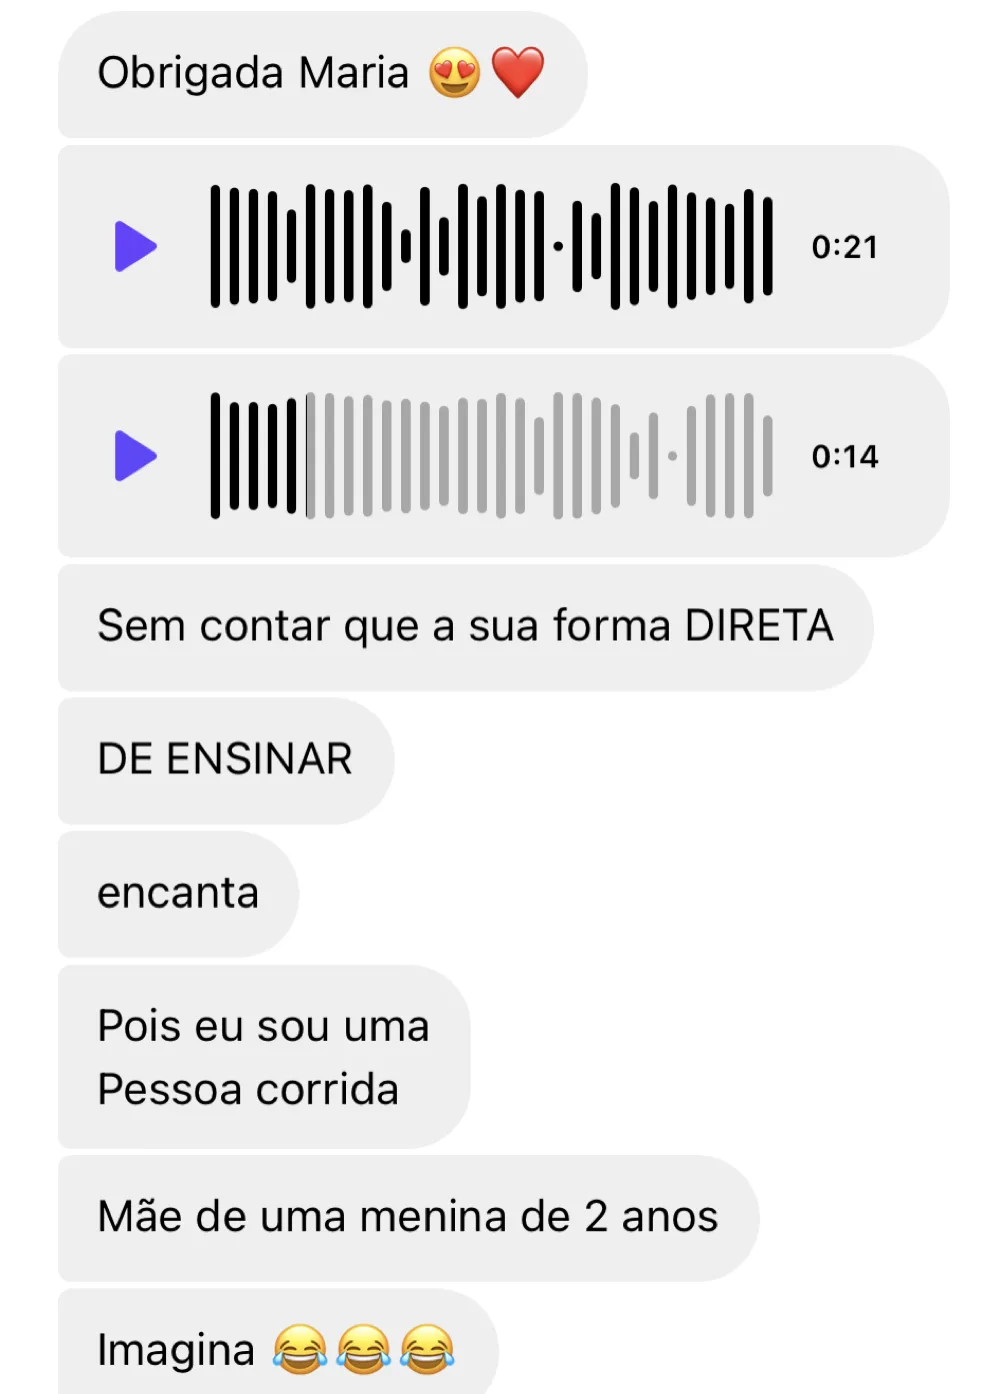 Obrigada Maria 😍❤️
0:21
0:14
Sem contar que a sua forma DIRETA
DE ENSINAR
encanta
Pois eu sou uma
Pessoa corrida
Mãe de uma menina de 2 anos
Imagina 😂😂😂